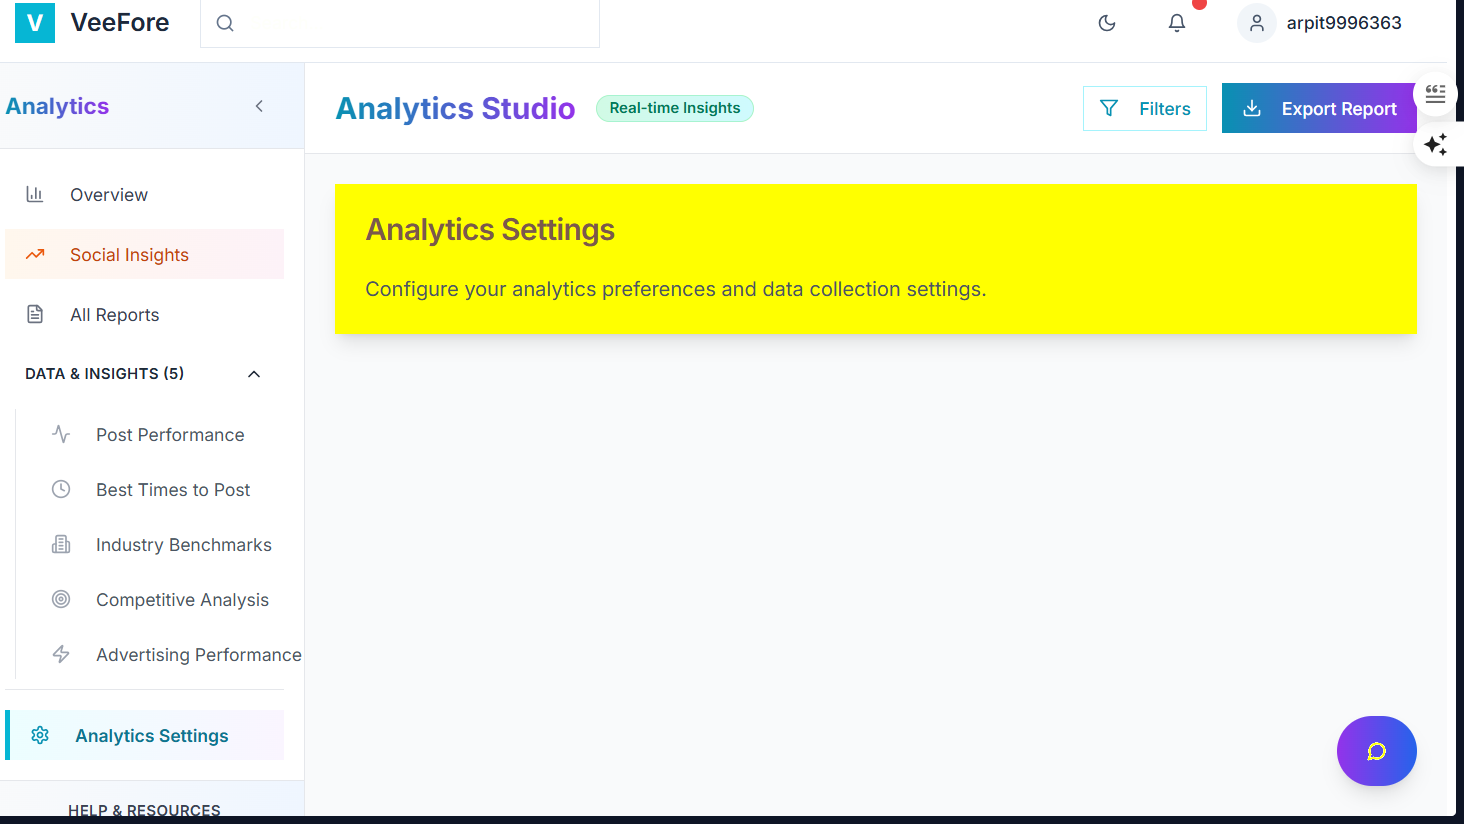 V VeeFore
arpit9996363
Analytics
Analytics Studio
Real-time Insights
Filters
Export Report
Overview
Social Insights
All Reports
DATA & INSIGHTS (5)
Post Performance
Best Times to Post
Industry Benchmarks
Competitive Analysis
Advertising Performance
Analytics Settings
HELP & RESOURCES
Analytics Settings
Configure your analytics preferences and data collection settings.